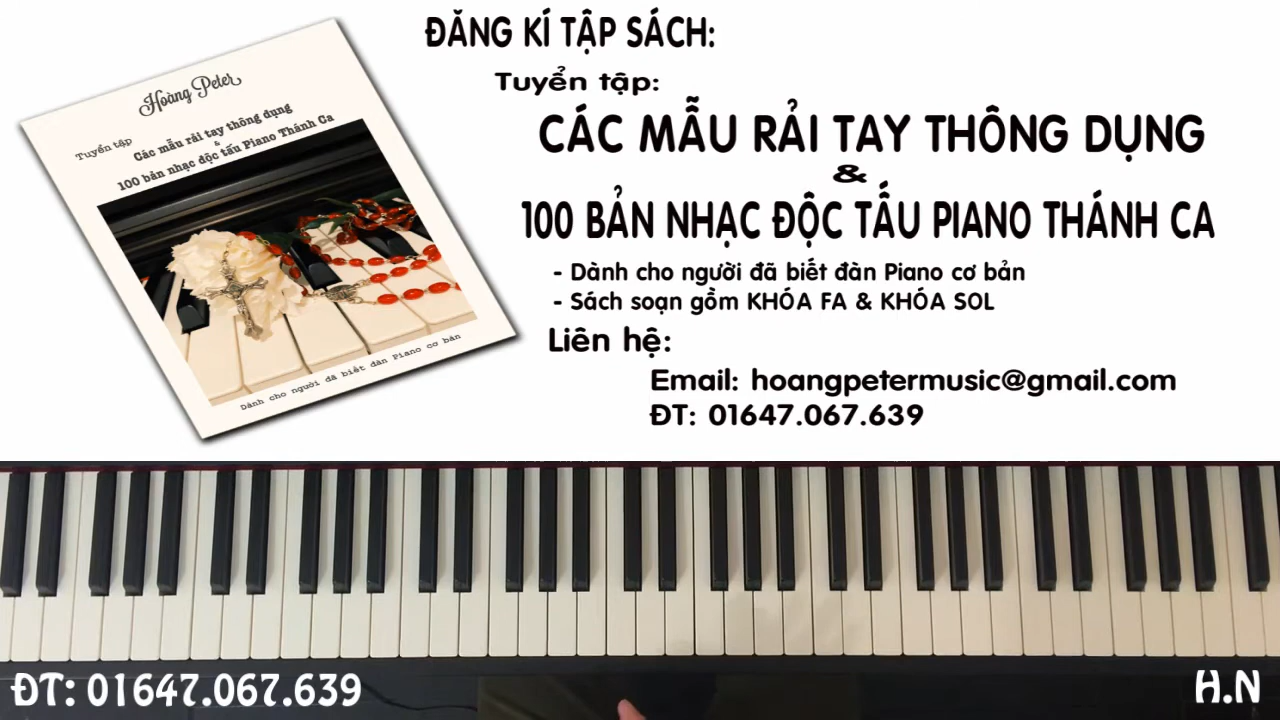 Hoàng Peter
Tuyển tập
Các mẫu rải tay thông dụng
&
100 bản nhạc độc tấu Piano Thánh Ca
Dành cho người đã biết đàn Piano cơ bản
ĐĂNG KÍ TẬP SÁCH:
Tuyển tập:
CÁC MẪU RẢI TAY THÔNG DỤNG
&
100 BẢN NHẠC ĐỘC TẤU PIANO THÁNH CA
- Dành cho người đã biết đàn Piano cơ bản
- Sách soạn gồm KHÓA FA & KHÓA SOL
Liên hệ:
Email: hoangpetermusic@gmail.com
ĐT: 01647.067.639
ĐT: 01647.067.639
H.N